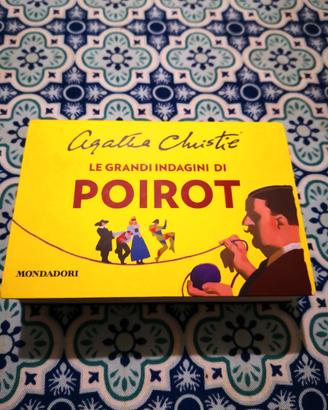 Agatha Christie
LE GRANDI INDAGINI DI
POIROT
MONDADORI